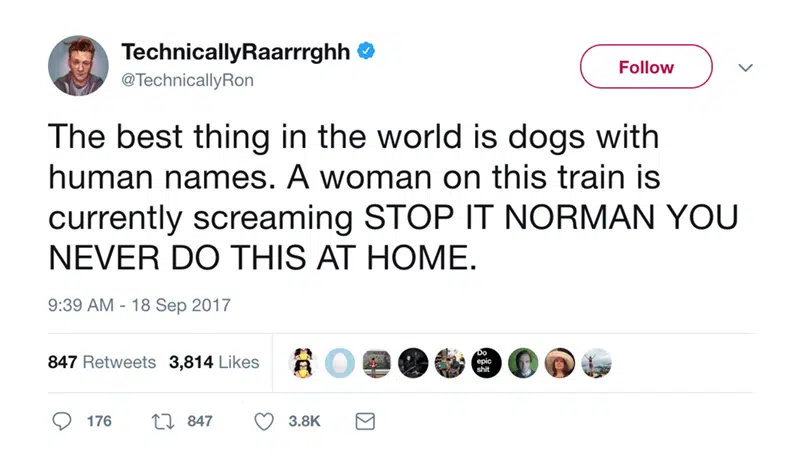 TechnicallyRaarrrghh
@TechnicallyRon
Follow
The best thing in the world is dogs with
human names. A woman on this train is
currently screaming STOP IT NORMAN YOU
NEVER DO THIS AT HOME.
9:39 AM - 18 Sep 2017
847 Retweets 3,814 Likes
Do
epic
shit
176 847 3.8K